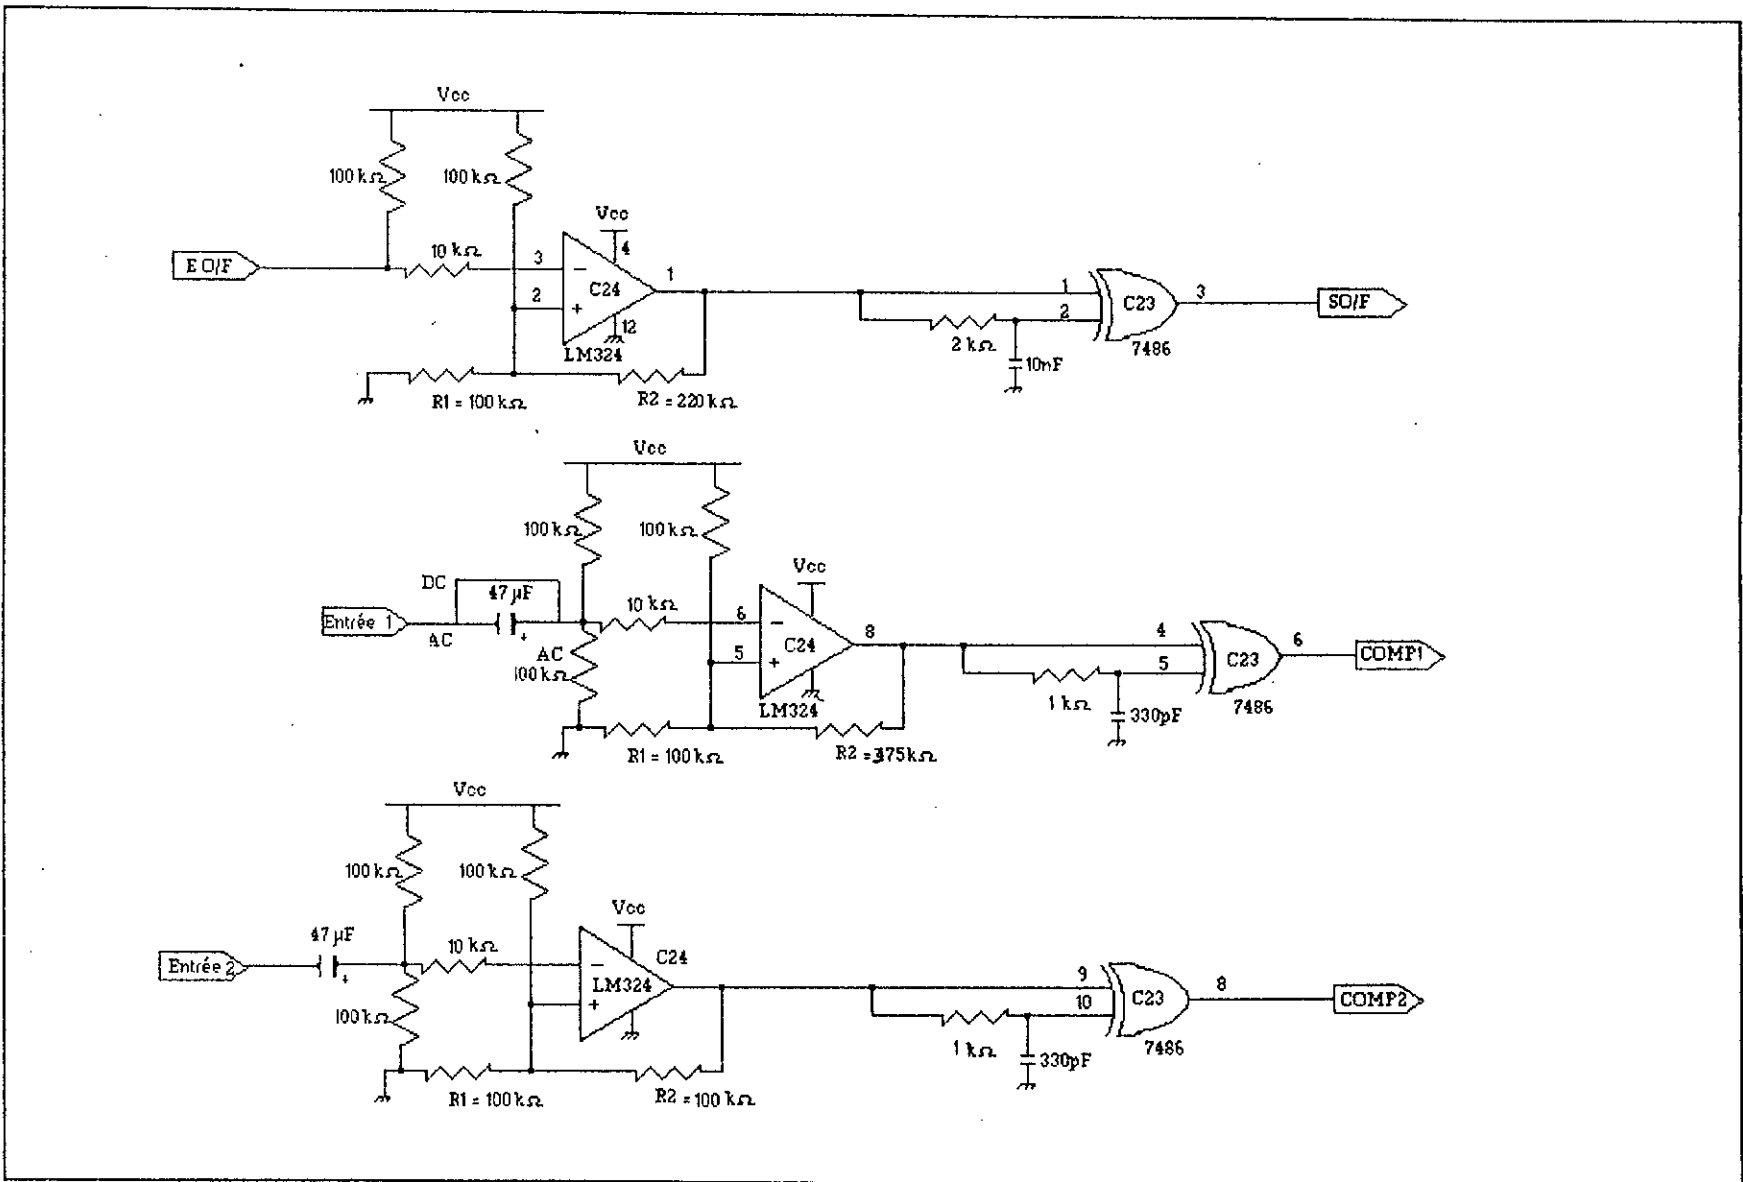 Vcc
100 kΩ 100 kΩ
Vcc
4
E O/F
10 kΩ
3
−
C24
2
+
12
LM324
1
R1 = 100 kΩ
R2 = 220 kΩ
1
2
C23
3
7486
2 kΩ
10nF
SO/F
Vcc
100 kΩ 100 kΩ
Vcc
DC
47 µF
+
Entrée 1
AC
AC
100 kΩ
10 kΩ
6
−
C24
5
+
LM324
8
R1 = 100 kΩ
R2 = 375 kΩ
4
5
C23
6
7486
1 kΩ
330pF
COMP1
Vcc
100 kΩ 100 kΩ
Vcc
C24
Entrée 2
47 µF
+
10 kΩ
100 kΩ
−
LM324
+
R1 = 100 kΩ
R2 = 100 kΩ
9
10
C23
8
7486
1 kΩ
330pF
COMP2